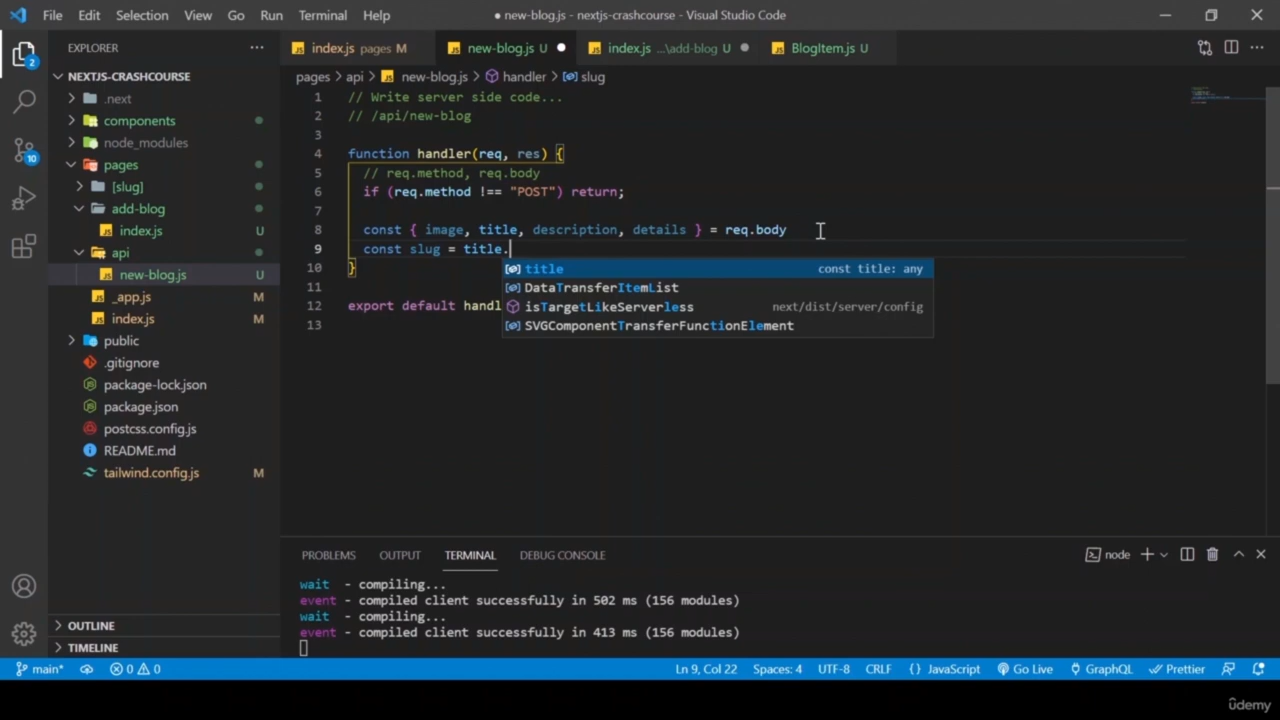 File Edit Selection View Go Run Terminal Help
● new-blog.js - nextjs-crashcourse - Visual Studio Code
EXPLORER
index.js pages M
new-blog.js U
index.js ...\add-blog U
BlogItem.js U
NEXTJS-CRASHCOURSE
pages > api > new-blog.js > handler > slug
.next
components
node_modules
pages
[slug]
add-blog
index.js U
api
new-blog.js U
_app.js M
index.js M
public
.gitignore
package-lock.json
package.json
postcss.config.js
README.md
tailwind.config.js M
OUTLINE
TIMELINE
2
10
1 // Write server side code...
2 // /api/new-blog
3
4 function handler(req, res) {
5 // req.method, req.body
6 if (req.method !== "POST") return;
7
8 const { image, title, description, details } = req.body
9 const slug = title.
10 }
11
12 export default handl
13
title const title: any
DataTransferItemList
isTargetLikeServerless next/dist/server/config
SVGComponentTransferFunctionElement
PROBLEMS OUTPUT TERMINAL DEBUG CONSOLE
node
wait - compiling...
event - compiled client successfully in 502 ms (156 modules)
wait - compiling...
event - compiled client successfully in 413 ms (156 modules)
main* 0 0 Ln 9, Col 22 Spaces: 4 UTF-8 CRLF {} JavaScript Go Live GraphQL Prettier
ûdemy